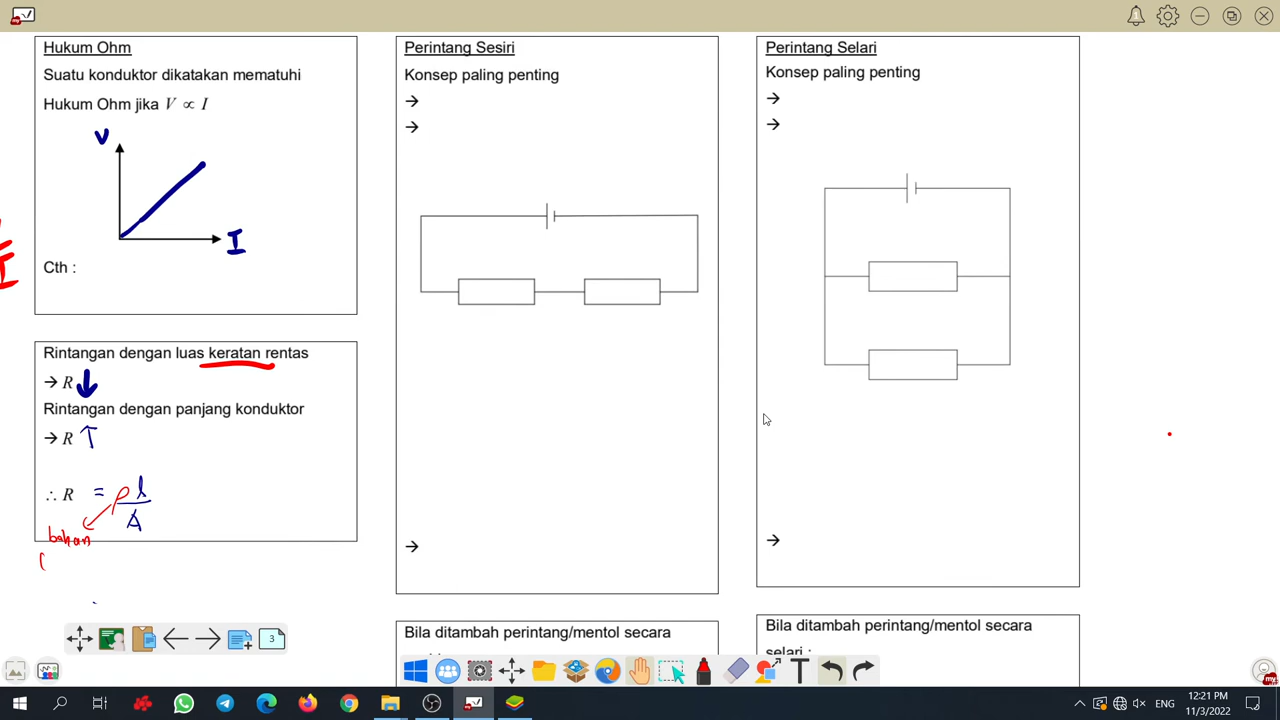 Hukum Ohm
Suatu konduktor dikatakan mematuhi
Hukum Ohm jika V ∝ I
V
I
Cth :
I
Rintangan dengan luas keratan rentas
→ R ↓
Rintangan dengan panjang konduktor
→ R ↑
∴ R = ρl/A
bahan
(
Perintang Sesiri
Konsep paling penting
→
→
→
Bila ditambah perintang/mentol secara
Perintang Selari
Konsep paling penting
→
→
→
Bila ditambah perintang/mentol secara
selari :
3
T
ENG
12:21 PM
11/3/2022